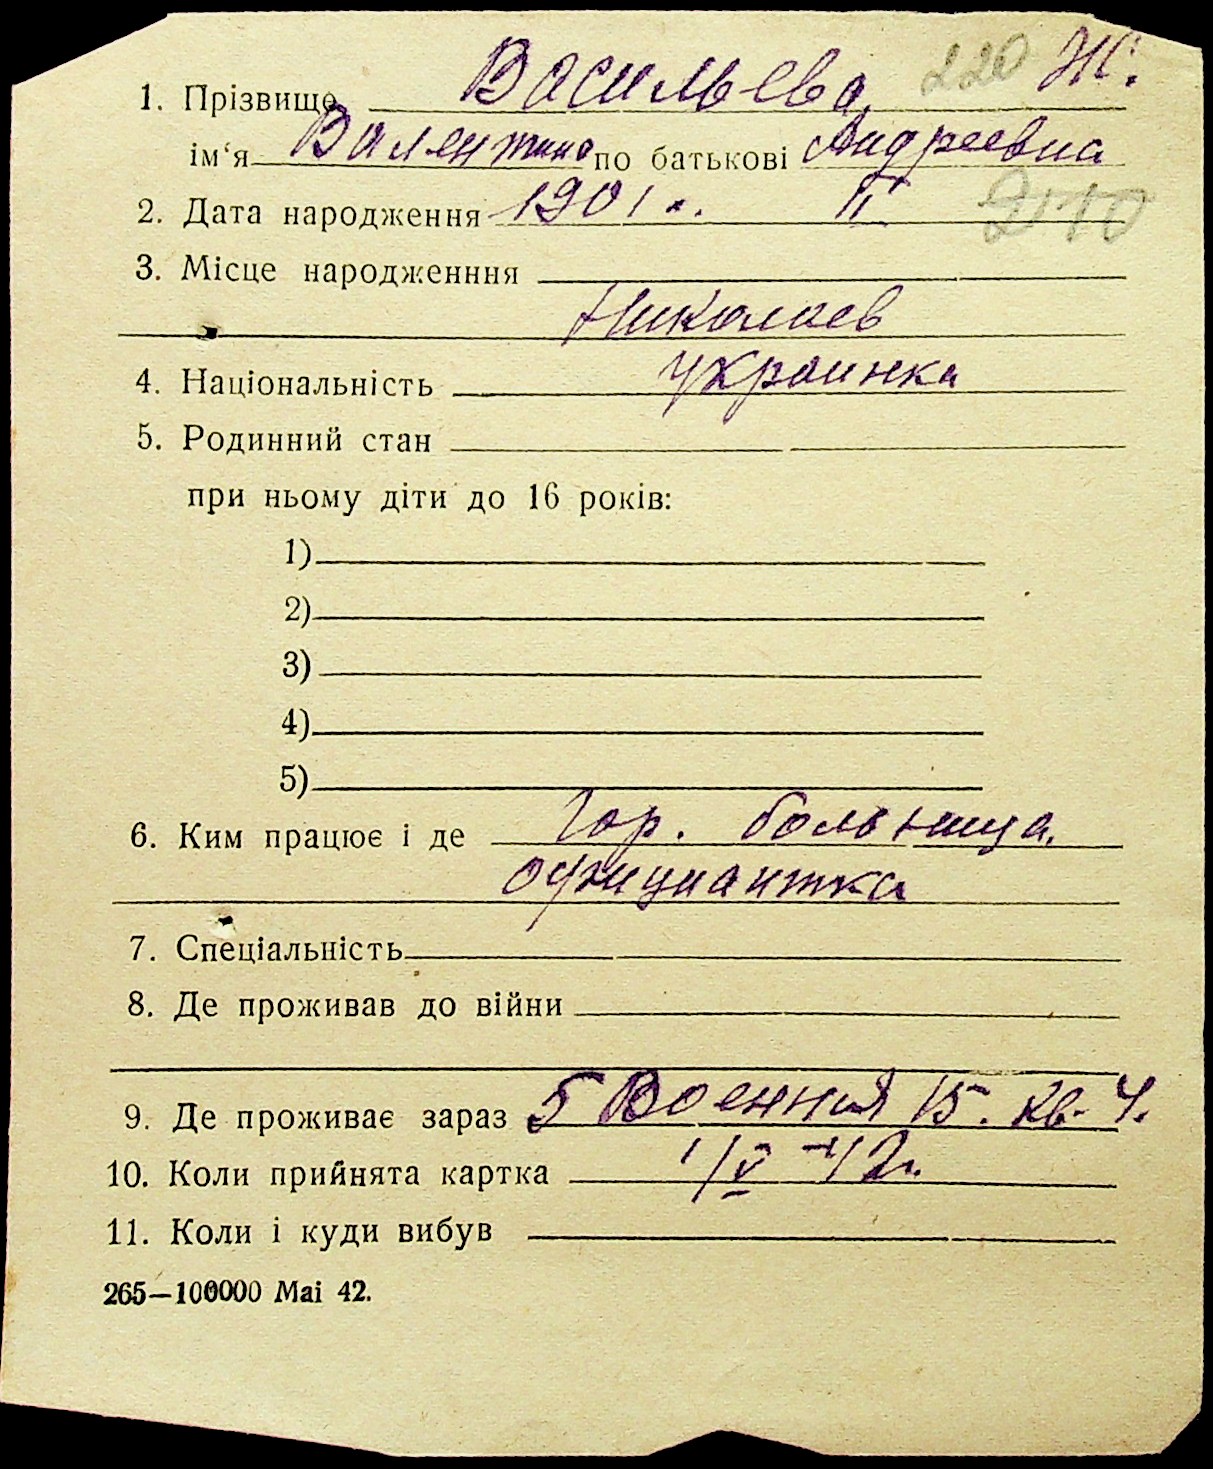 220 Ж.
1. Прізвище Васильева
ім‘я Валентина по батькові Андреевна
2. Дата народження 1901 г. II
3. Місце народженння
Николаев
4. Національність украинка
5. Родинний стан
при ньому діти до 16 років:
1)
2)
3)
4)
5)
6. Ким працює і де Гор. больница.
официантка
7. Спеціальність
8. Де проживав до війни
9. Де проживає зараз 5 Военная 15. кв. 4.
10. Коли прийнята картка 1/V – 42 г.
11. Коли і куди вибув
265—100000 Mai 42.